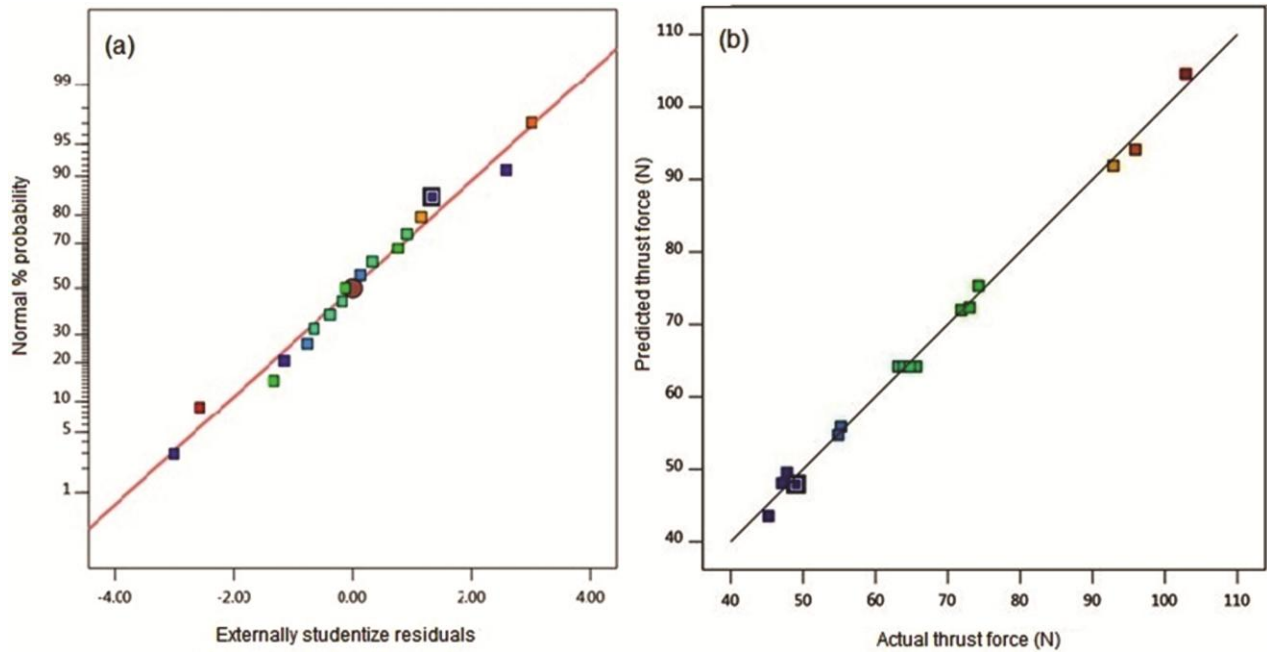 (a)
Normal % probability
99
95
90
80
70
50
30
20
10
5
1
-4.00 -2.00 0.00 2.00 4.00
Externally studentize residuals
(b)
Predicted thrust force (N)
110
100
90
80
70
60
50
40
40 50 60 70 80 90 100 110
Actual thrust force (N)